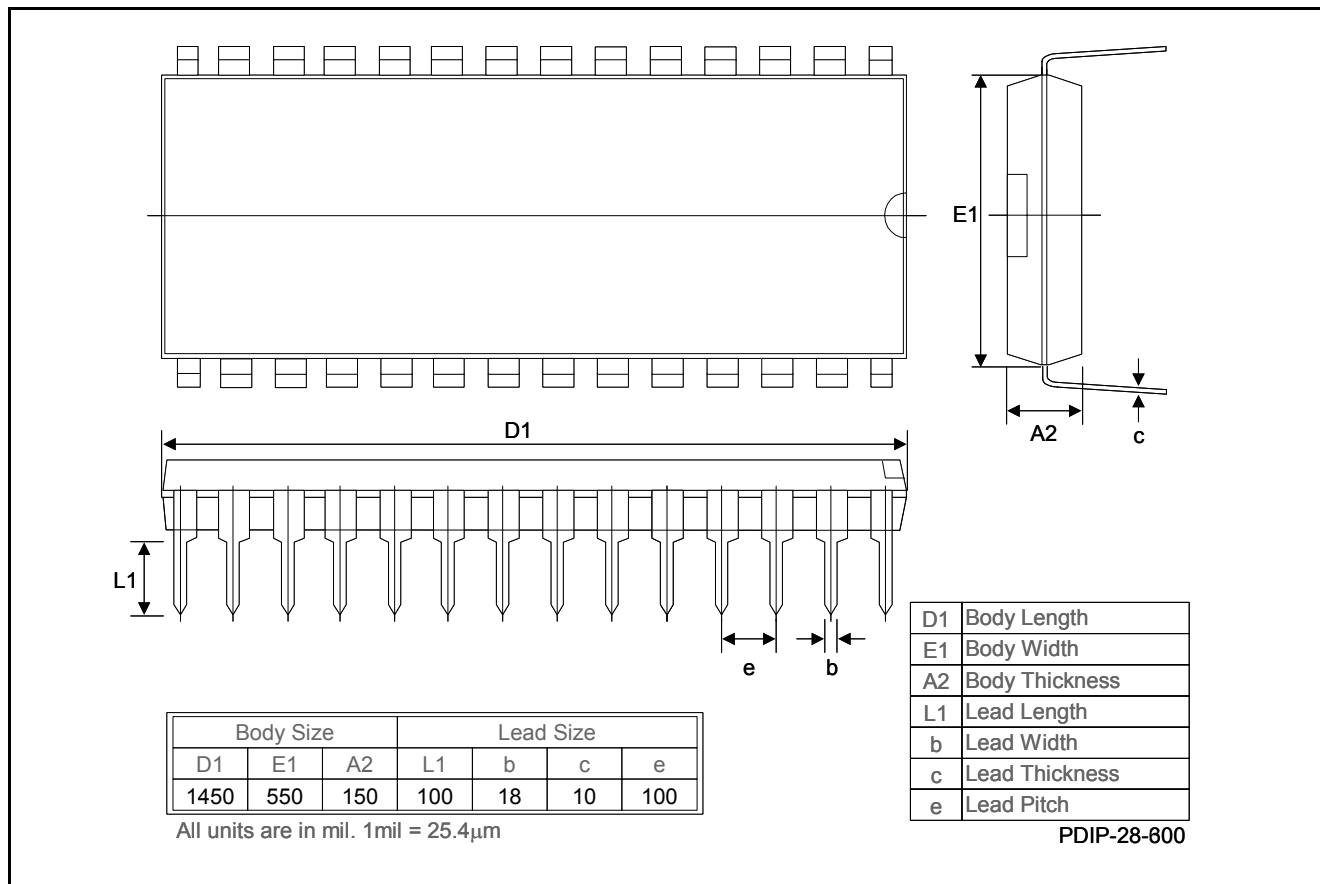 E1
A2
c
D1
L1
e
b
Body Size Lead Size
D1 E1 A2 L1 b c e
1450 550 150 100 18 10 100
All units are in mil. 1mil = 25.4μm
D1 Body Length
E1 Body Width
A2 Body Thickness
L1 Lead Length
b Lead Width
c Lead Thickness
e Lead Pitch
PDIP-28-600